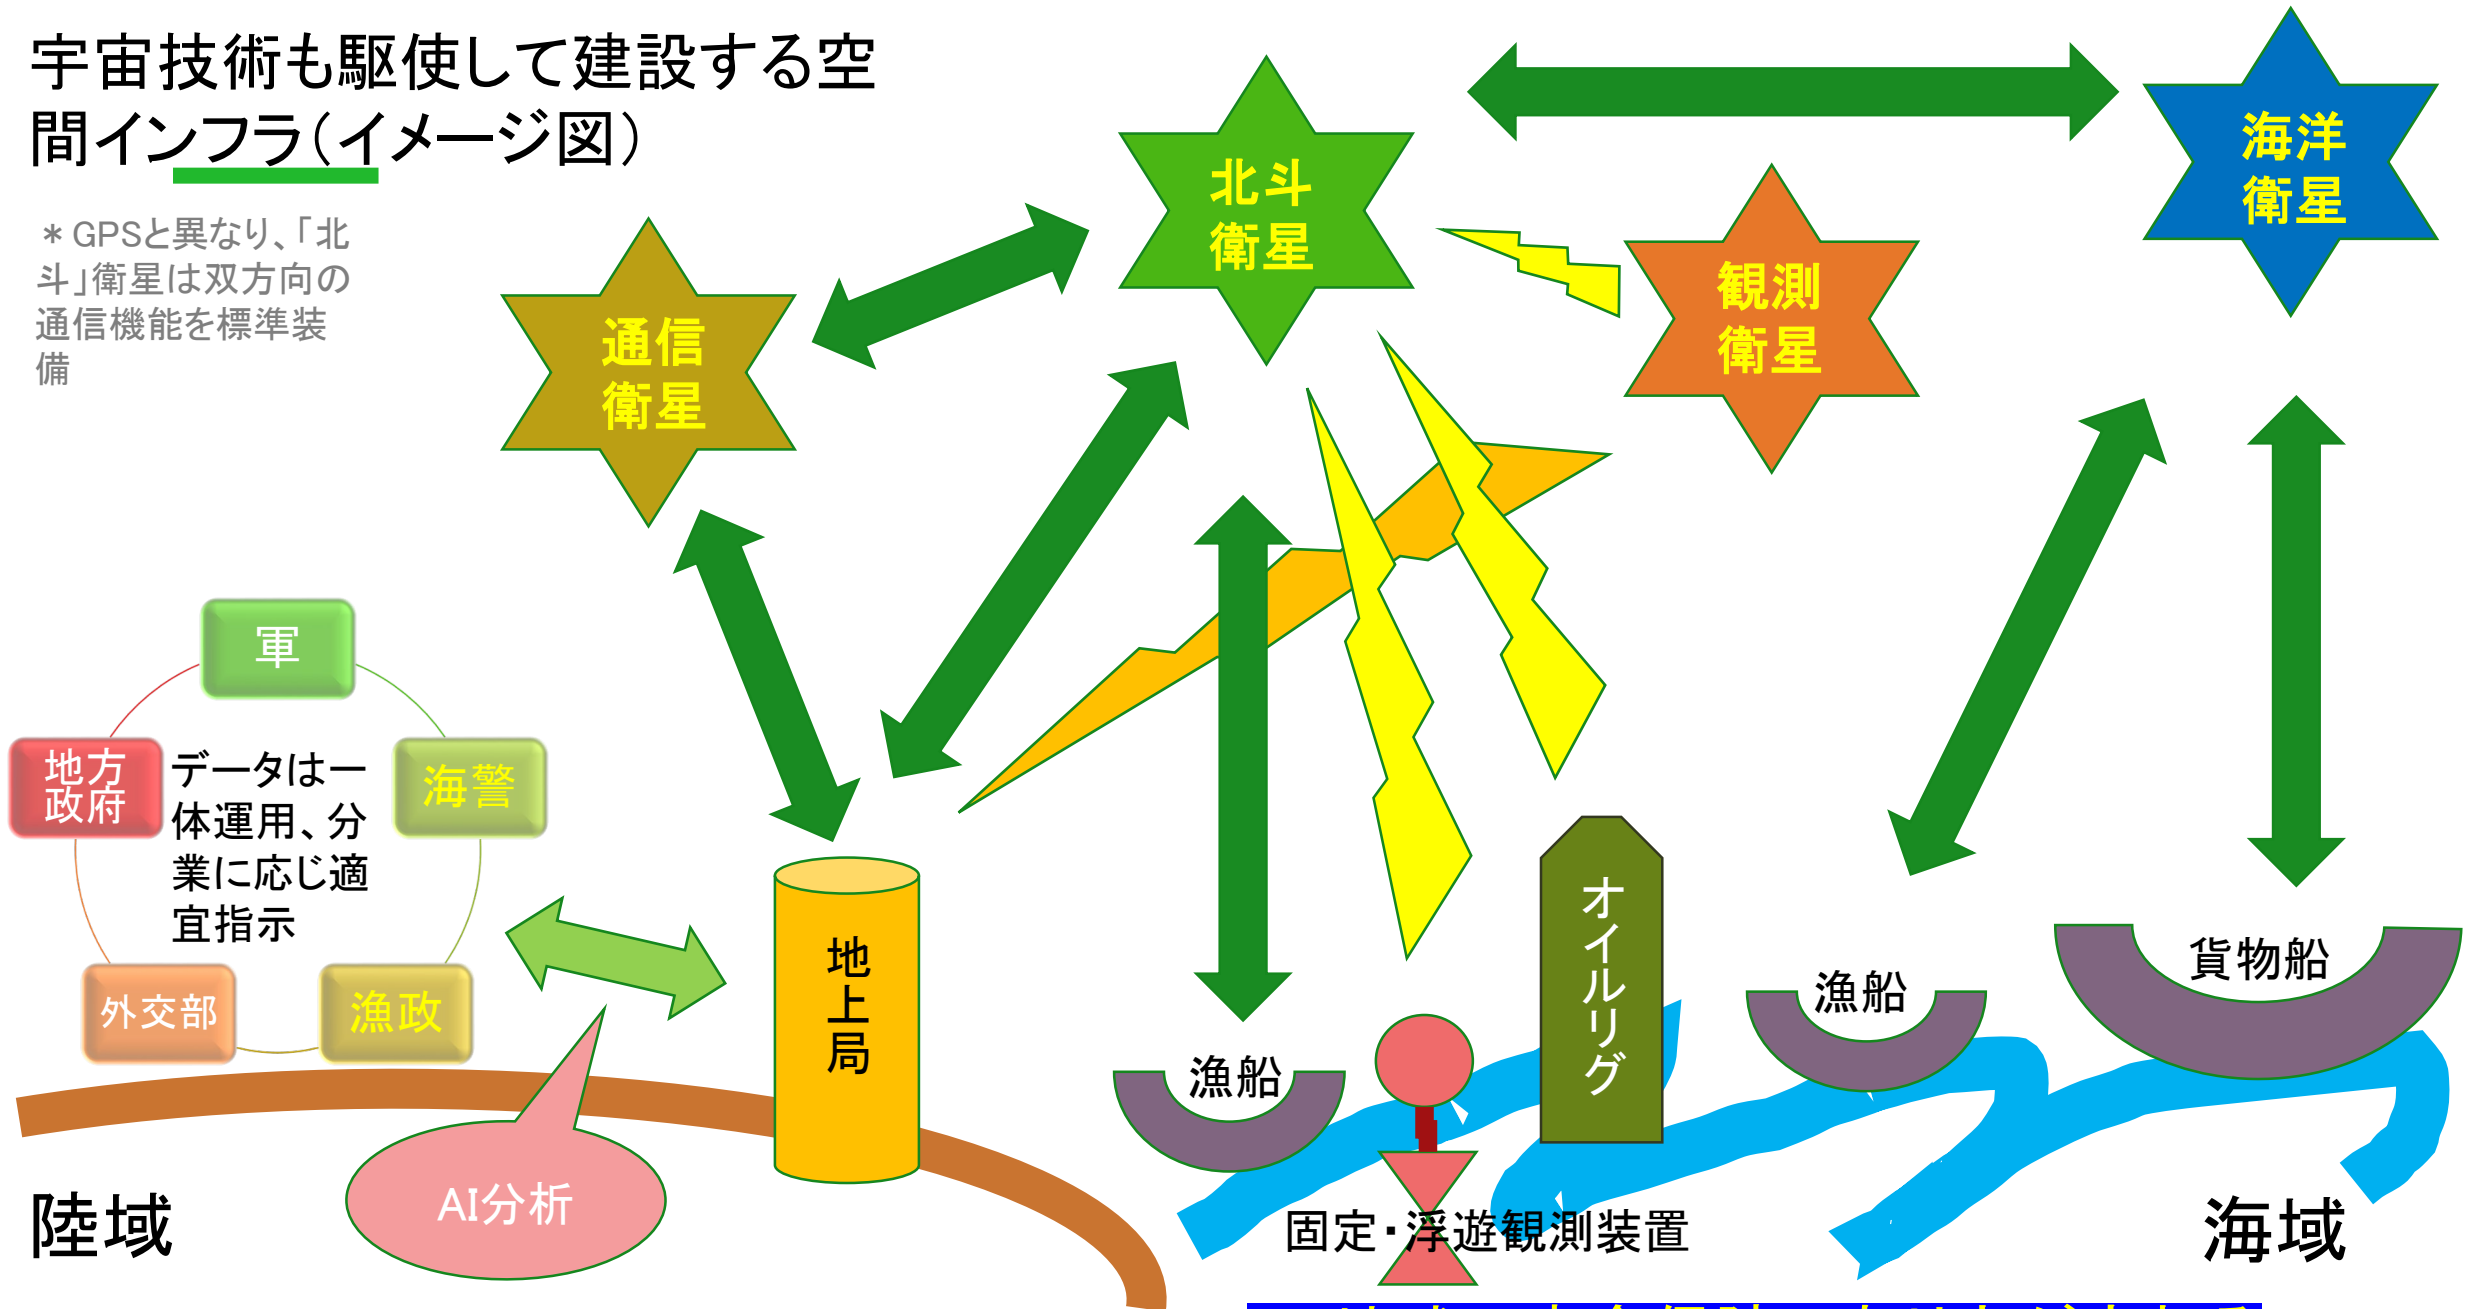 宇宙技術も駆使して建設する空
間インフラ（イメージ図）
＊GPSと異なり、「北
斗」衛星は双方向の
通信機能を標準装
備
北斗
衛星
海洋
衛星
観測
衛星
通信
衛星
軍
地方
政府
海警
データは一
体運用、分
業に応じ適
宜指示
外交部
漁政
地上局
オイルリグ
漁船
貨物船
漁船
AI分析
固定・浮遊観測装置
陸域
海域